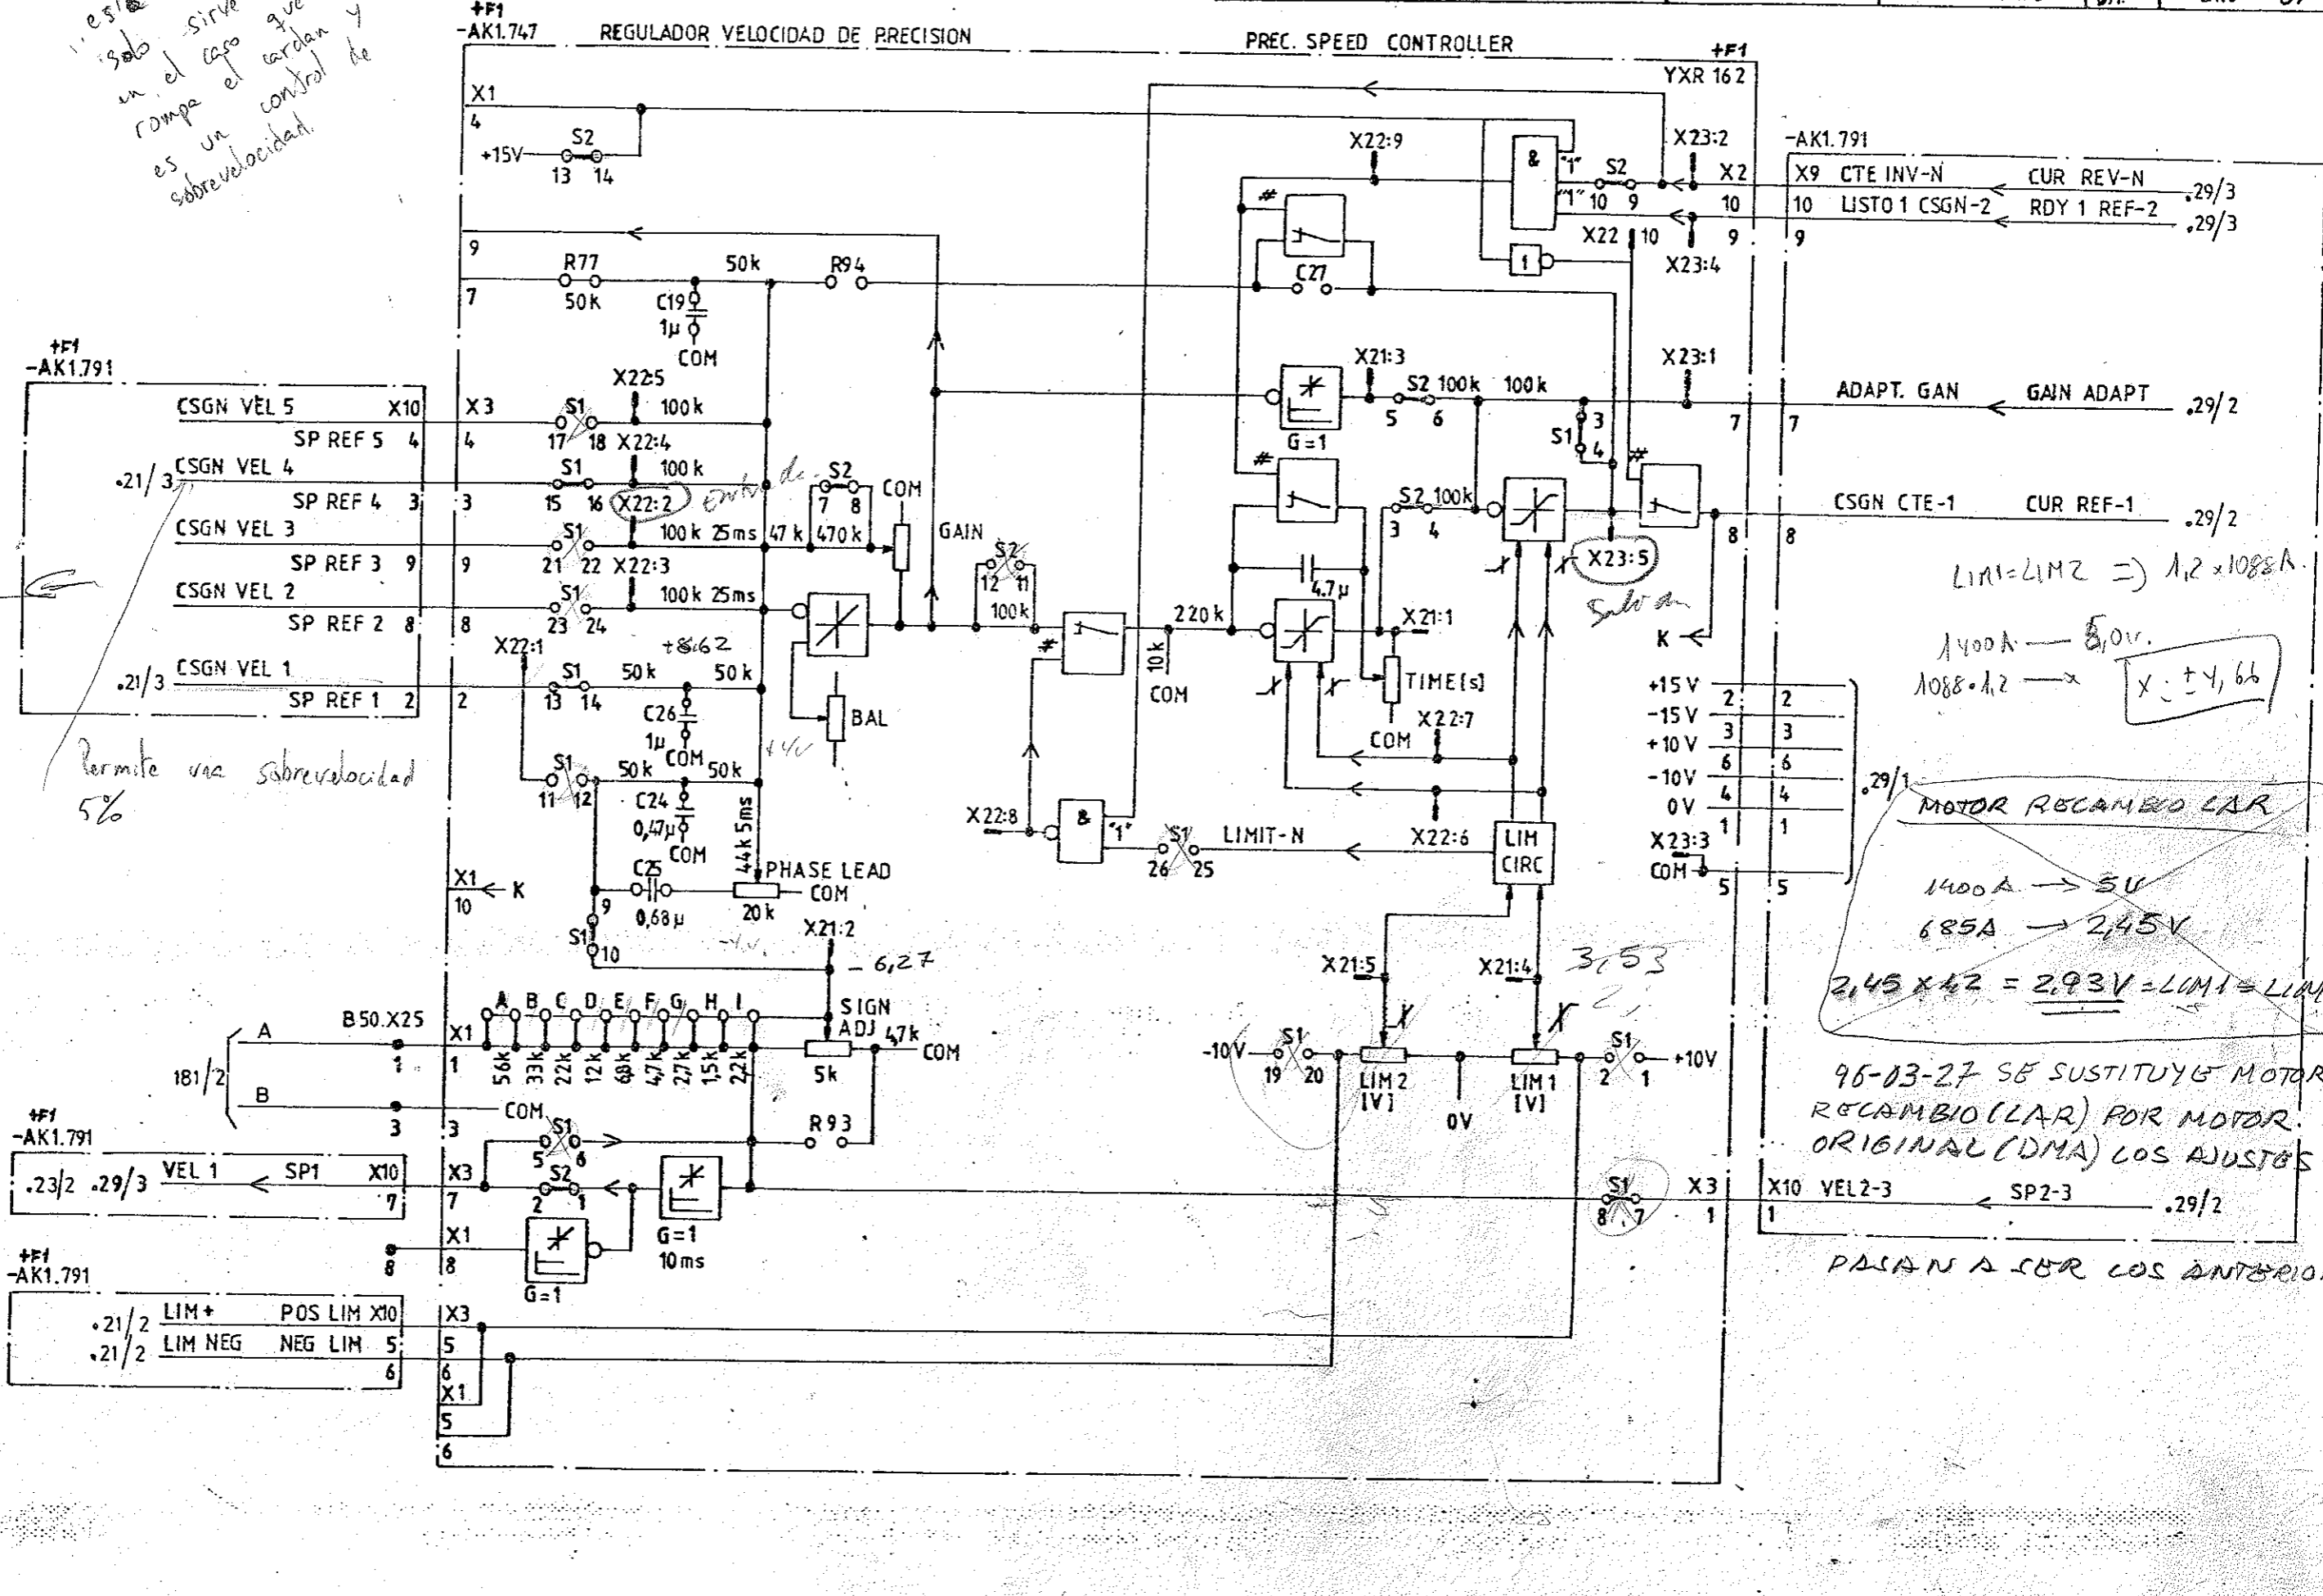 solo sirve
en el caso que
rompa el cardan y
es un control de
sobrevelocidad.
+F1
-AK1.747 REGULADOR VELOCIDAD DE PRECISION PREC. SPEED CONTROLLER +F1
YXR 162
X1
4
+15V S2
13 14
X22:9
&
"1"
"1"
S2
10 9
X23:2
X2
10
9
X22 10
X23:4
1
-AK1.791
X9 CTE INV-N CUR REV-N .29/3
10 LISTO 1 CSGN-2 RDY 1 REF-2 .29/3
9
9
7
R77
50k
C19
1µ
COM
50k
R94
#
C27
+F1
-AK1.791
CSGN VEL 5 X10
SP REF 5 4
.21/3 CSGN VEL 4
SP REF 4 3
CSGN VEL 3
SP REF 3 9
CSGN VEL 2
SP REF 2 8
.21/3 CSGN VEL 1
SP REF 1 2
Permite una sobrevelocidad
5%
X3
4
3
9
8
2
X22:5
S1 100k
17 18 X22:4
S1 100k
15 16 X22:2
S1 100k 25ms 47k 470k
21 22 X22:3
S1 100k 25ms
23 24
X22:1
+8.62
S1 50k 50k
13 14
C26
1µ
COM
+4V
S2
7 8
COM
GAIN
BAL
S1 50k 50k
11 12
C24
0,47µ
COM
44k 5ms
C25
0,68µ
PHASE LEAD
COM
20k
9
S1
10
X1
10
K
X21:2
- 6,27
S2
12 11
100k
#
10k
COM
220k
#
4.7µ
X21:1
TIME[s]
COM
X22:7
X22:6
X21:3
S2 100k 100k
5 6
G=1
S2 100k
3 4
S1
3
4
X23:1
#
X23:5
7
8
K
7 ADAPT. GAN GAIN ADAPT .29/2
CSGN CTE-1 CUR REF-1 .29/2
8
LIM1=LIM2 => 1,2 x 1088A.
1400A — 5,0v.
1088.1,2 — x
x: ± 4,66
X22:8
&
"1"
S1
26 25
LIMIT-N
LIM
CIRC
+15V 2 2
-15V 3 3
+10V 6 6
-10V 4 4
0V 1 1
X23:3
COM 5 5
.29/1
MOTOR RECAMBIO LAR
1400A → 5V
685A → 2,45V
2,45 x 1,2 = 2,93V = LIM1 =
96-03-27 SE SUSTITUYE MOTOR
RECAMBIO (LAR) POR MOTOR.
ORIGINAL (DMA) LOS AJUSTES
X21:5
X21:4
3,53
-10V S1
19 20
LIM 2
[V]
0V
LIM 1
[V]
S1
2 1
+10V
181/2
A B50.X25
1
B
3
X1
1
3
COM
A B C D E F G H I
56k 33k 22k 12k 6,8k 4,7k 2,7k 1,5k 2,2k
SIGN
ADJ
5k
4,7k
COM
S1
5 6
R93
+F1
-AK1.791
.23/2 .29/3 VEL 1 SP1 X10
7
X3
7
S2
2 1
G=1
10ms
8
X1
8
G=1
S1
8 7
X3
1
X10 VEL2-3 SP2-3 .29/2
1
PASAN A SER LOS
+F1
-AK1.791
.21/2 LIM+ POS LIM X10
.21/2 LIM NEG NEG LIM 5
6
X3
5
6
X1
5
6